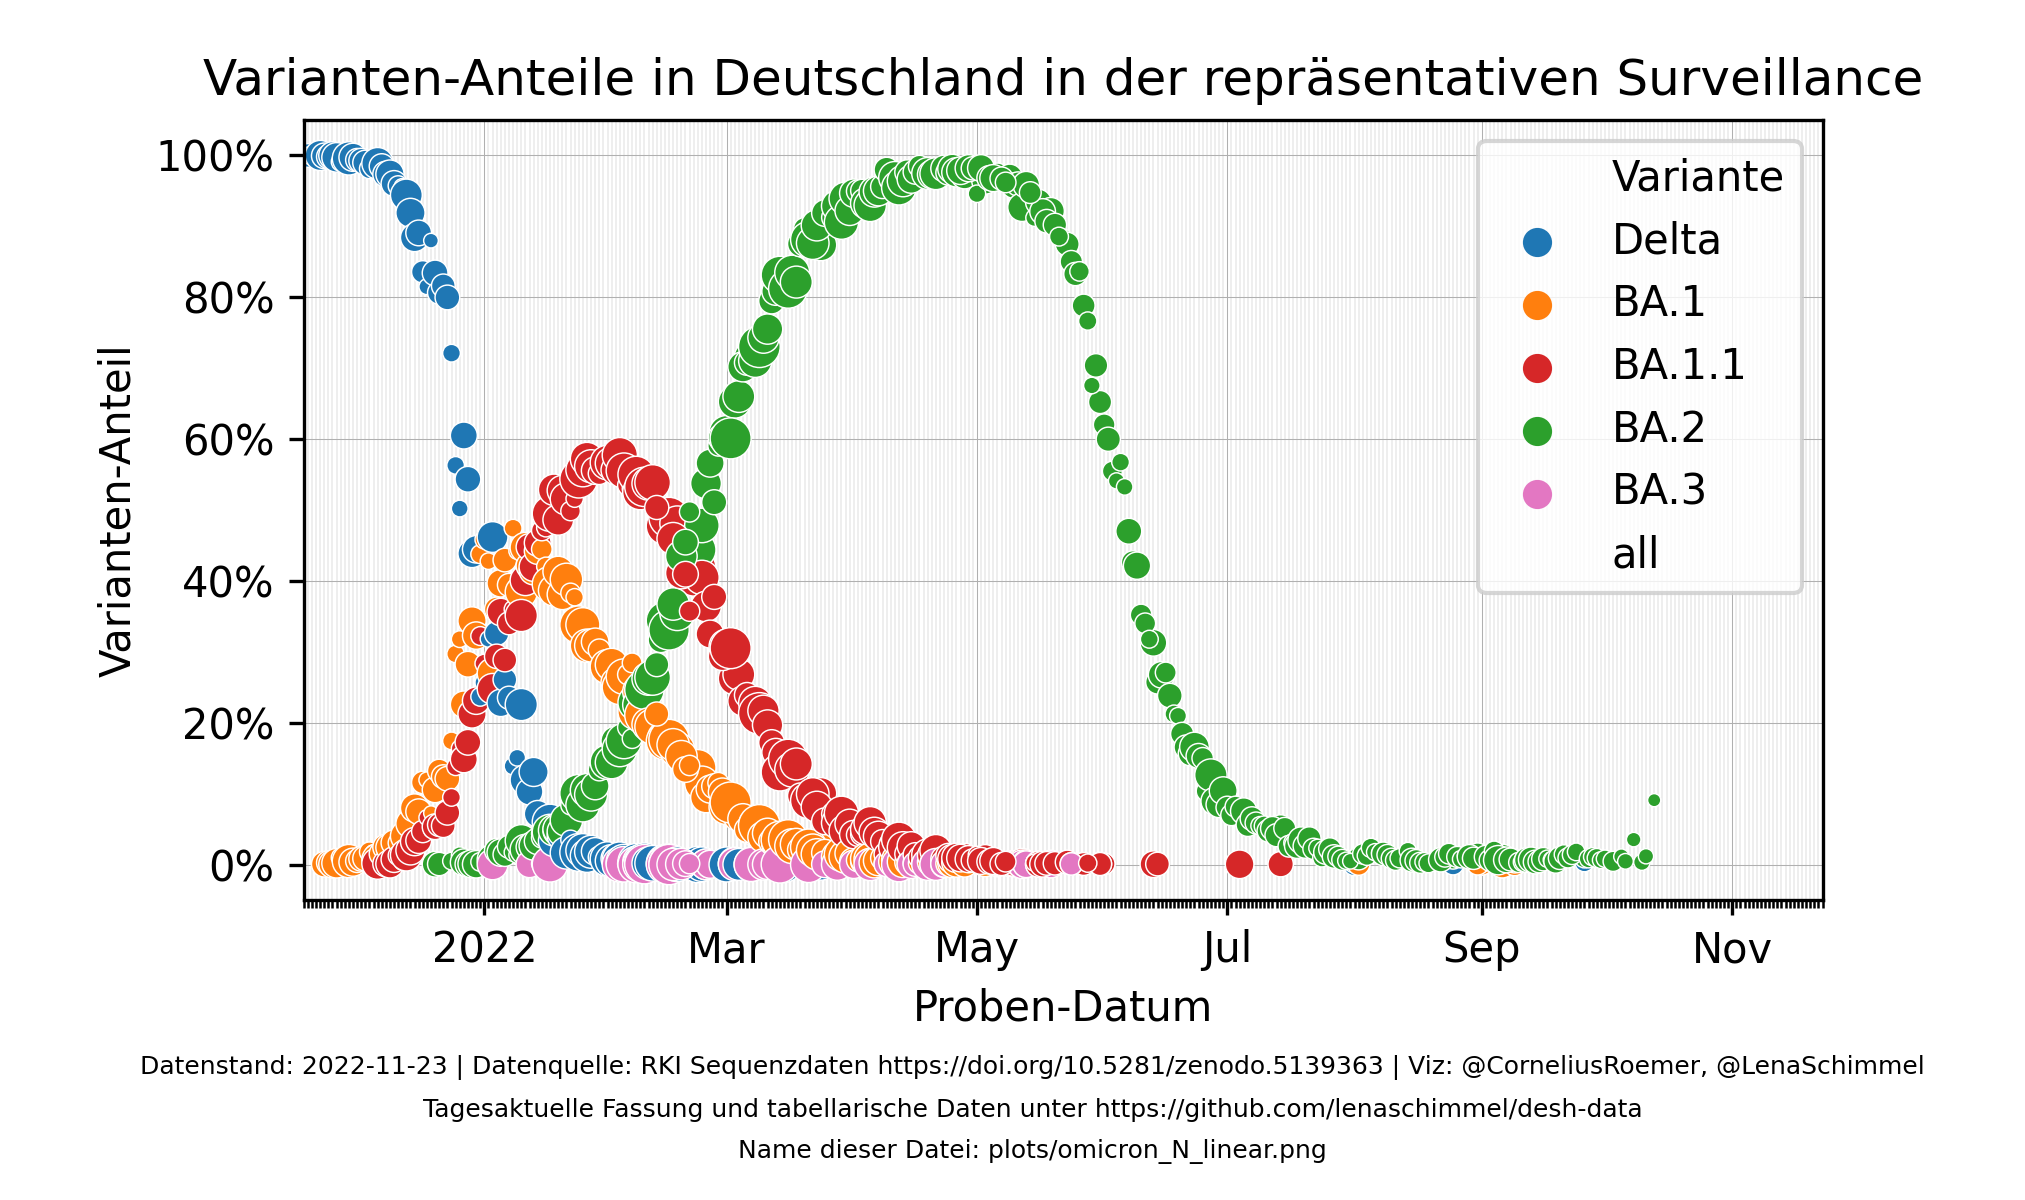 Varianten-Anteile in Deutschland in der repräsentativen Surveillance
100%
80%
60%
40%
20%
0%
Varianten-Anteil
Variante
Delta
BA.1
BA.1.1
BA.2
BA.3
all
2022 Mar May Jul Sep Nov
Proben-Datum
Datenstand: 2022-11-23 | Datenquelle: RKI Sequenzdaten https://doi.org/10.5281/zenodo.5139363 | Viz: @CorneliusRoemer, @LenaSchimmel
Tagesaktuelle Fassung und tabellarische Daten unter https://github.com/lenaschimmel/desh-data
Name dieser Datei: plots/omicron_N_linear.png